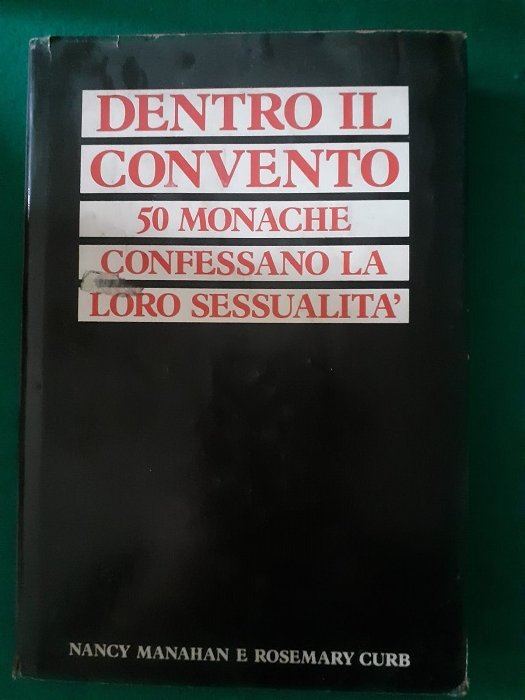 DENTRO IL
CONVENTO
50 MONACHE
CONFESSANO LA
LORO SESSUALITA'
NANCY MANAHAN E ROSEMARY CURB